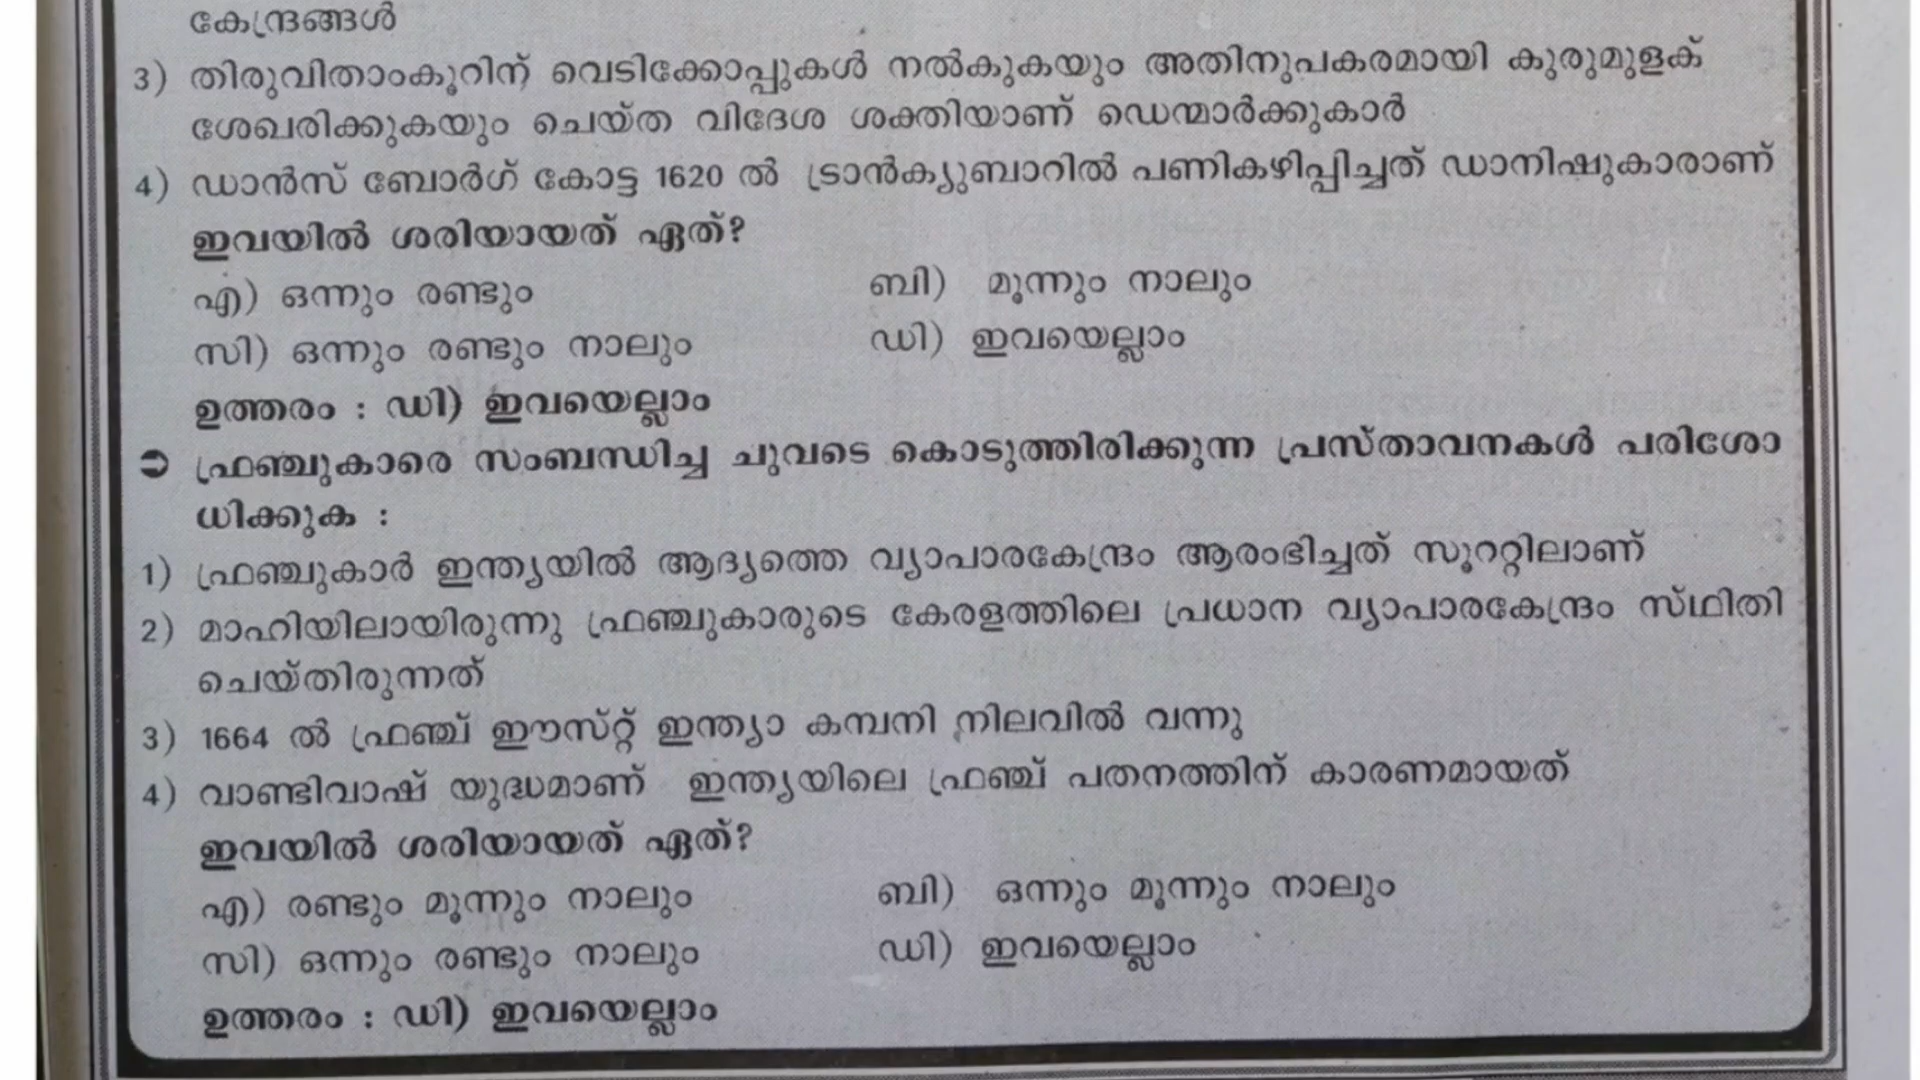 കേന്ദ്രങ്ങൾ
3) തിരുവിതാംകൂറിന് വെടിക്കോപ്പുകൾ നൽകുകയും അതിനുപകരമായി കുരുമുളക്
ശേഖരിക്കുകയും ചെയ്ത വിദേശ ശക്തിയാണ് ഡെന്മാർക്കുകാർ
4) ഡാൻസ് ബോർഗ് കോട്ട 1620 ൽ ട്രാൻക്യുബാറിൽ പണികഴിപ്പിച്ചത് ഡാനിഷുകാരാണ്
ഇവയിൽ ശരിയായത് ഏത്?
എ) ഒന്നും രണ്ടും ബി) മൂന്നും നാലും
സി) ഒന്നും രണ്ടും നാലും ഡി) ഇവയെല്ലാം
ഉത്തരം : ഡി) ഇവയെല്ലാം
➲ ഫ്രഞ്ചുകാരെ സംബന്ധിച്ച ചുവടെ കൊടുത്തിരിക്കുന്ന പ്രസ്താവനകൾ പരിശോ
ധിക്കുക :
1) ഫ്രഞ്ചുകാർ ഇന്ത്യയിൽ ആദ്യത്തെ വ്യാപാരകേന്ദ്രം ആരംഭിച്ചത് സൂററ്റിലാണ്
2) മാഹിയിലായിരുന്നു ഫ്രഞ്ചുകാരുടെ കേരളത്തിലെ പ്രധാന വ്യാപാരകേന്ദ്രം സ്ഥിതി
ചെയ്തിരുന്നത്
3) 1664 ൽ ഫ്രഞ്ച് ഈസ്റ്റ് ഇന്ത്യാ കമ്പനി നിലവിൽ വന്നു
4) വാണ്ടിവാഷ് യുദ്ധമാണ് ഇന്ത്യയിലെ ഫ്രഞ്ച് പതനത്തിന് കാരണമായത്
ഇവയിൽ ശരിയായത് ഏത്?
എ) രണ്ടും മൂന്നും നാലും ബി) ഒന്നും മൂന്നും നാലും
സി) ഒന്നും രണ്ടും നാലും ഡി) ഇവയെല്ലാം
ഉത്തരം : ഡി) ഇവയെല്ലാം